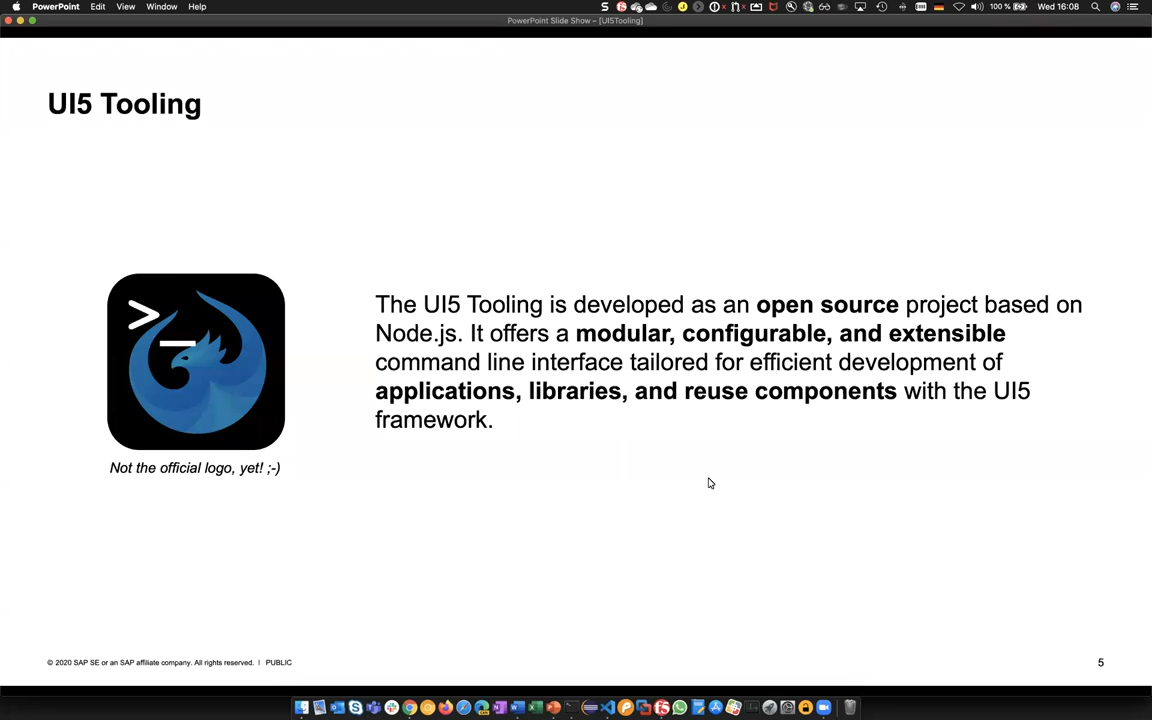 PowerPoint Edit View Window Help 100 % Wed 16:08
PowerPoint Slide Show – [UI5Tooling]
UI5 Tooling
>_
The UI5 Tooling is developed as an open source project based on
Node.js. It offers a modular, configurable, and extensible
command line interface tailored for efficient development of
applications, libraries, and reuse components with the UI5
framework.
Not the official logo, yet! ;-)
© 2020 SAP SE or an SAP affiliate company. All rights reserved. | PUBLIC
5